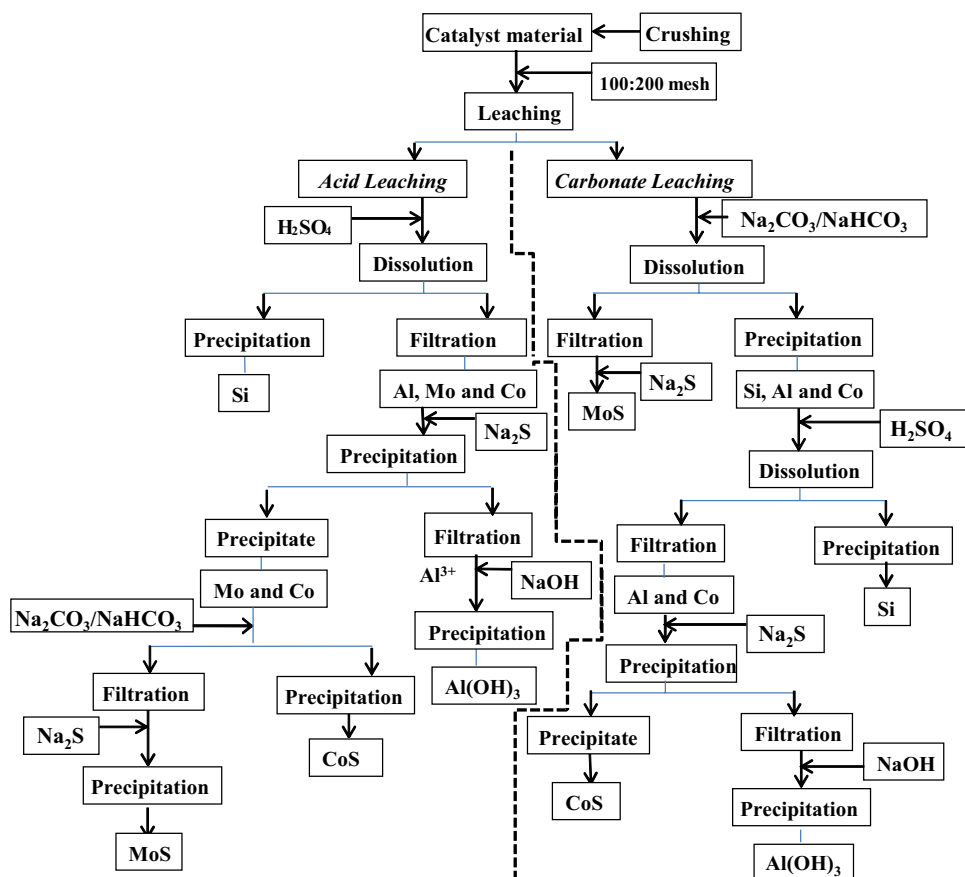 Catalyst material
Crushing
100:200 mesh
Leaching
Acid Leaching
Carbonate Leaching
H₂SO₄
Na₂CO₃/NaHCO₃
Dissolution
Dissolution
Precipitation
Filtration
Filtration
Precipitation
Si
Al, Mo and Co
Na₂S
MoS
Na₂S
Si, Al and Co
H₂SO₄
Precipitation
Dissolution
Precipitate
Filtration
Filtration
Precipitation
Mo and Co
Al³⁺
NaOH
Al and Co
Si
Na₂CO₃/NaHCO₃
Precipitation
Na₂S
Precipitation
Filtration
Precipitation
Al(OH)₃
Na₂S
CoS
Precipitate
Filtration
NaOH
Precipitation
CoS
Precipitation
MoS
Al(OH)₃